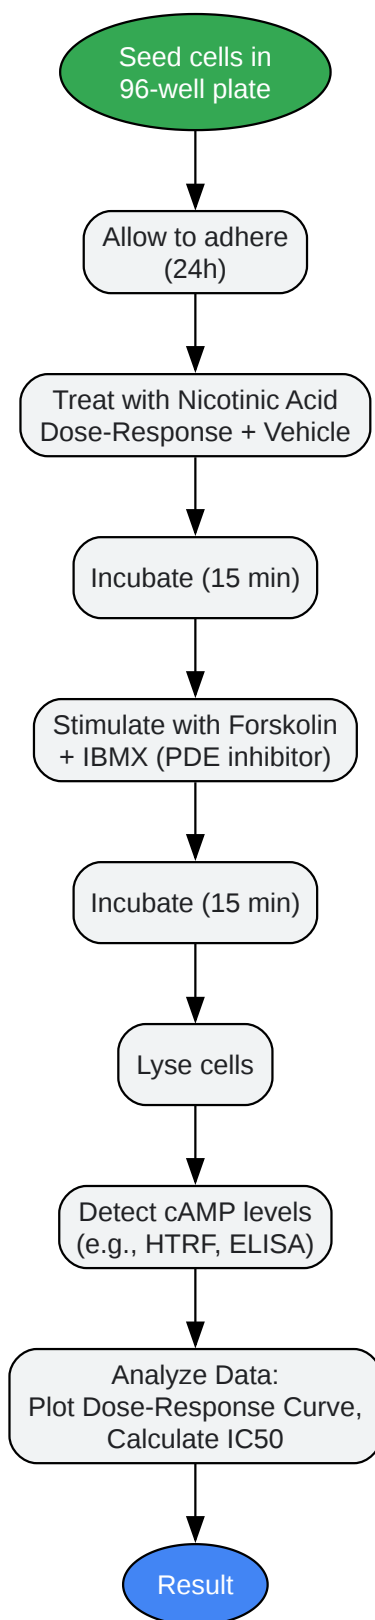 Seed cells in
96-well plate
Allow to adhere
(24h)
Treat with Nicotinic Acid
Dose-Response + Vehicle
Incubate (15 min)
Stimulate with Forskolin
+ IBMX (PDE inhibitor)
Incubate (15 min)
Lyse cells
Detect cAMP levels
(e.g., HTRF, ELISA)
Analyze Data:
Plot Dose-Response Curve,
Calculate IC50
Result